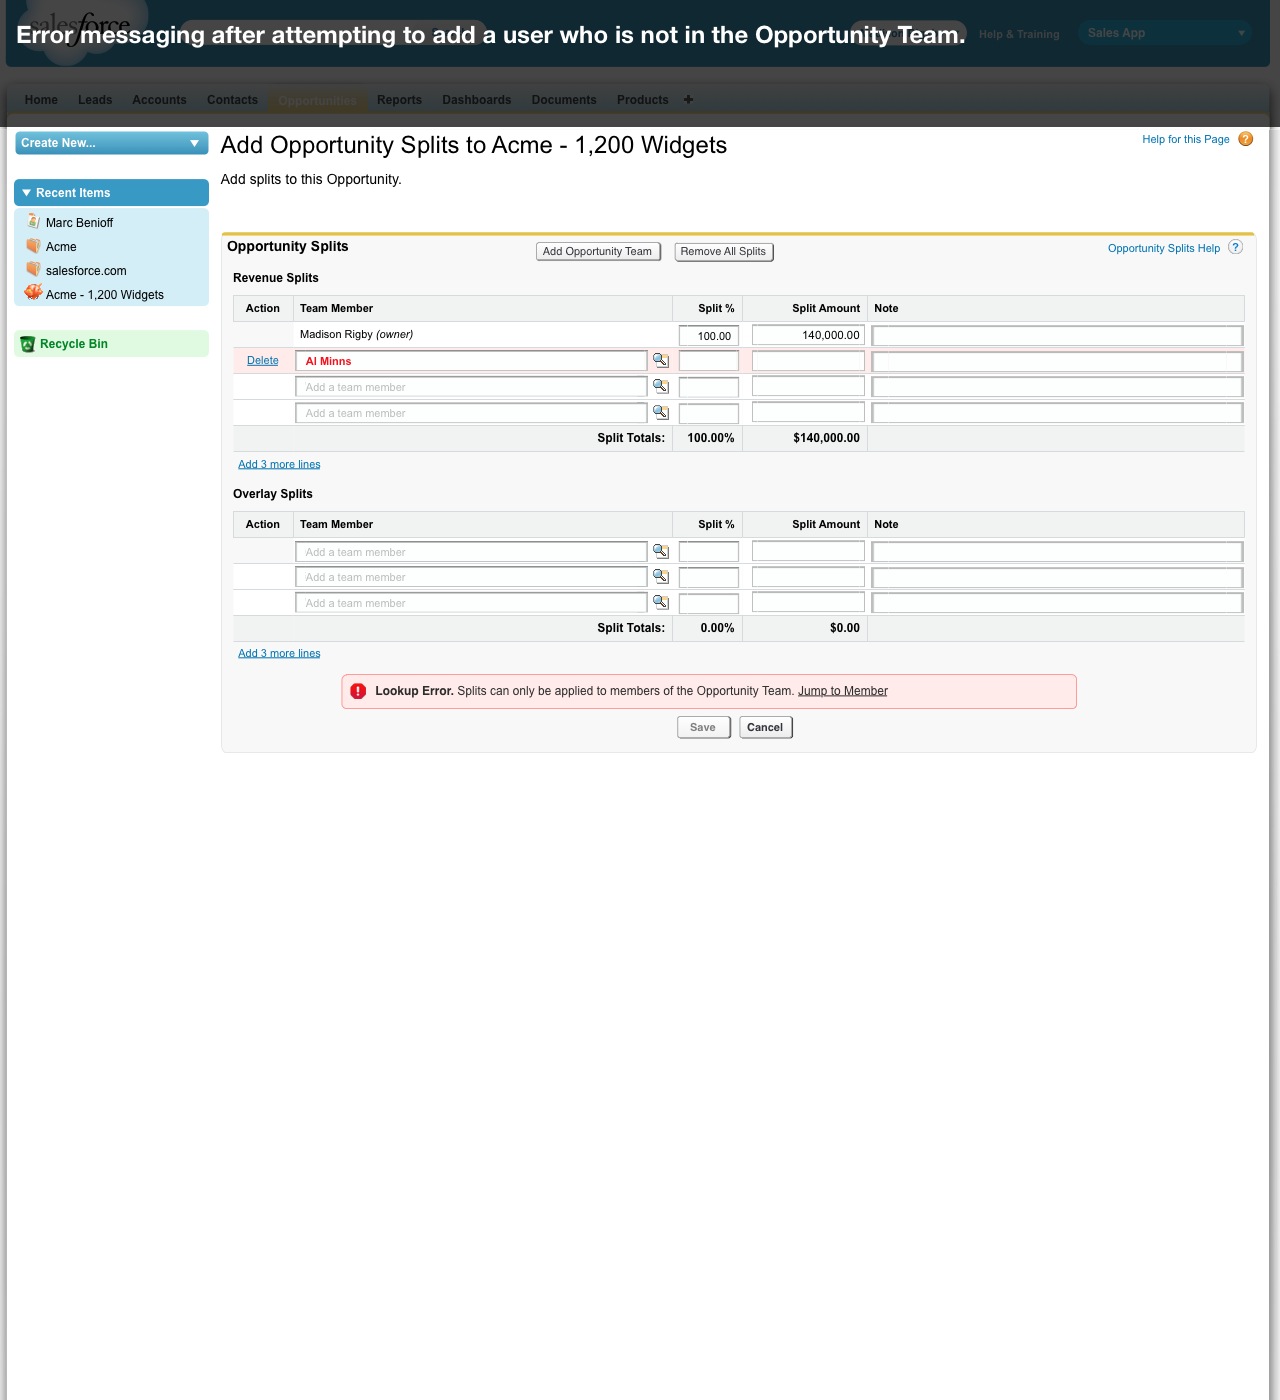 salesforce
Error messaging after attempting to add a user who is not in the Opportunity Team.
Help & Training
Sales App
Home Leads Accounts Contacts Opportunities Reports Dashboards Documents Products
Create New...
Add Opportunity Splits to Acme - 1,200 Widgets
Help for this Page
Add splits to this Opportunity.
Recent Items
Marc Benioff
Acme
salesforce.com
Acme - 1,200 Widgets
Recycle Bin
Opportunity Splits
Add Opportunity Team
Remove All Splits
Opportunity Splits Help
Revenue Splits
Action Team Member Split % Split Amount Note
Madison Rigby (owner) 100.00 140,000.00
Delete Al Minns
Add a team member
Add a team member
Split Totals: 100.00% $140,000.00
Add 3 more lines
Overlay Splits
Action Team Member Split % Split Amount Note
Add a team member
Add a team member
Add a team member
Split Totals: 0.00% $0.00
Add 3 more lines
Lookup Error. Splits can only be applied to members of the Opportunity Team. Jump to Member
Save Cancel